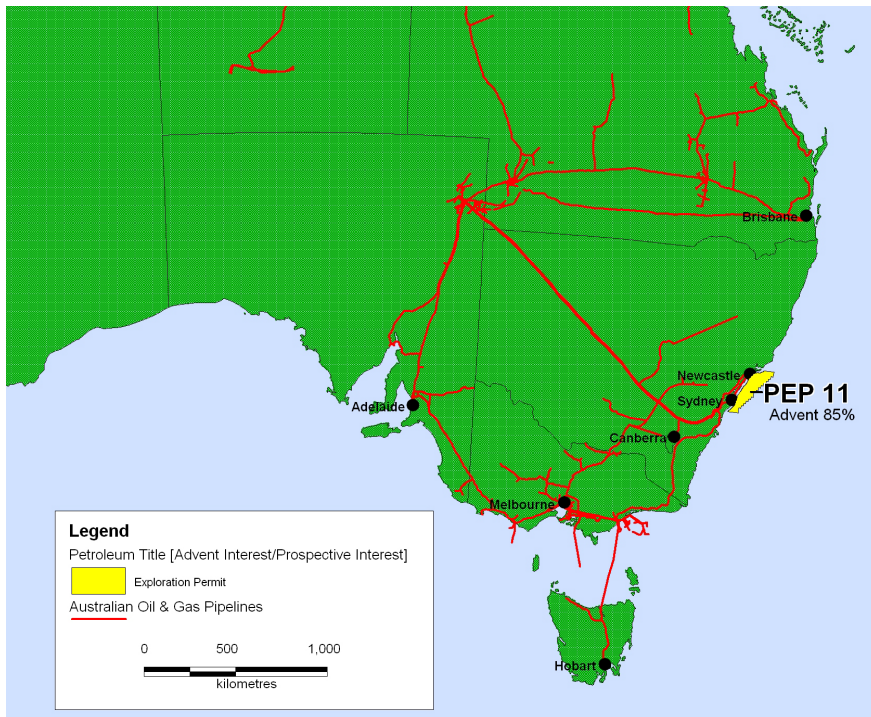 Brisbane
Newcastle
PEP 11
Sydney
Advent 85%
Adelaide
Canberra
Melbourne
Legend
Petroleum Title [Advent Interest/Prospective Interest]
Exploration Permit
Australian Oil & Gas Pipelines
0 500 1,000
kilometres
Hobart